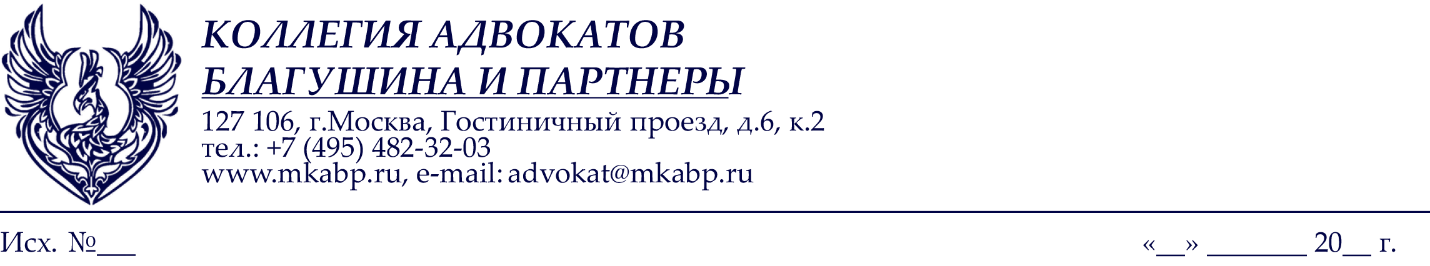 КОЛЛЕГИЯ АДВОКАТОВ
БЛАГУШИНА И ПАРТНЕРЫ
127 106, г.Москва, Гостиничный проезд, д.6, к.2
тел.: +7 (495) 482-32-03
www.mkabp.ru, e-mail: advokat@mkabp.ru
Исх. №___ «__» _______ 20__ г.